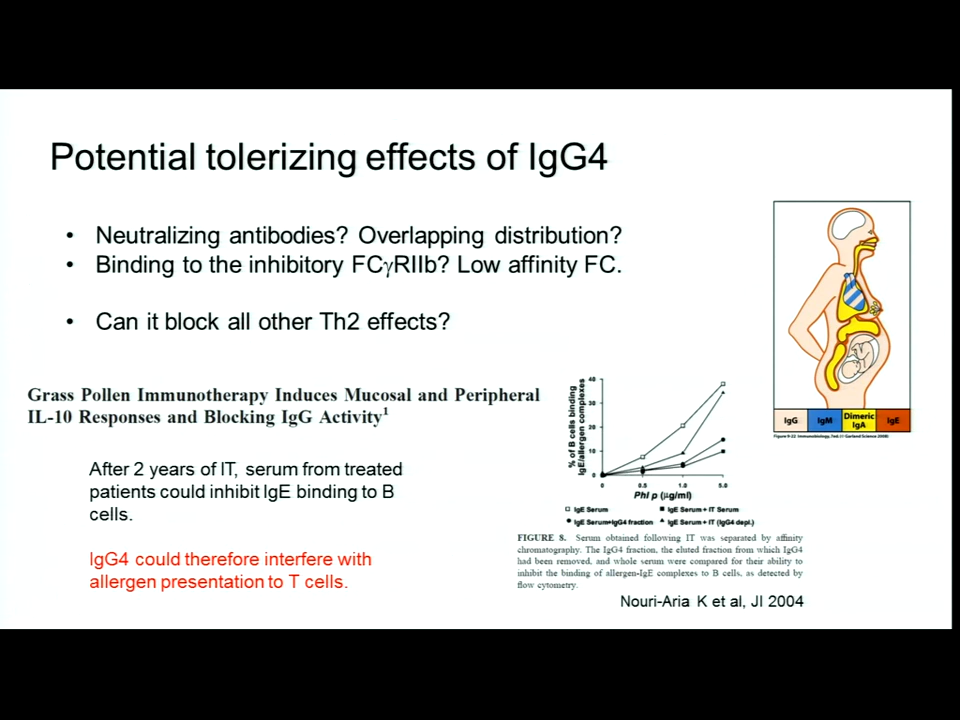 Potential tolerizing effects of IgG4
• Neutralizing antibodies? Overlapping distribution?
• Binding to the inhibitory FCγRIIb? Low affinity FC.
• Can it block all other Th2 effects?
Grass Pollen Immunotherapy Induces Mucosal and Peripheral
IL-10 Responses and Blocking IgG Activity1
After 2 years of IT, serum from treated
patients could inhibit IgE binding to B
cells.
IgG4 could therefore interfere with
allergen presentation to T cells.
% of B cells binding
IgE/allergen complexes
40
30
20
10
0
0 0.5 1.0 5.0
Phl p (μg/ml)
□ IgE Serum ■ IgE Serum + IT Serum
● IgE Serum+IgG4 fraction ▲ IgE Serum + IT (IgG4 depl.)
FIGURE 8. Serum obtained following IT was separated by affinity
chromatography. The IgG4 fraction, the eluted fraction from which IgG4
had been removed, and whole serum were compared for their ability to
inhibit the binding of allergen-IgE complexes to B cells, as detected by
flow cytometry.
Nouri-Aria K et al, JI 2004
IgG IgM Dimeric IgA IgE
Figure 9-22 Immunobiology, 7ed. (© Garland Science 2008)